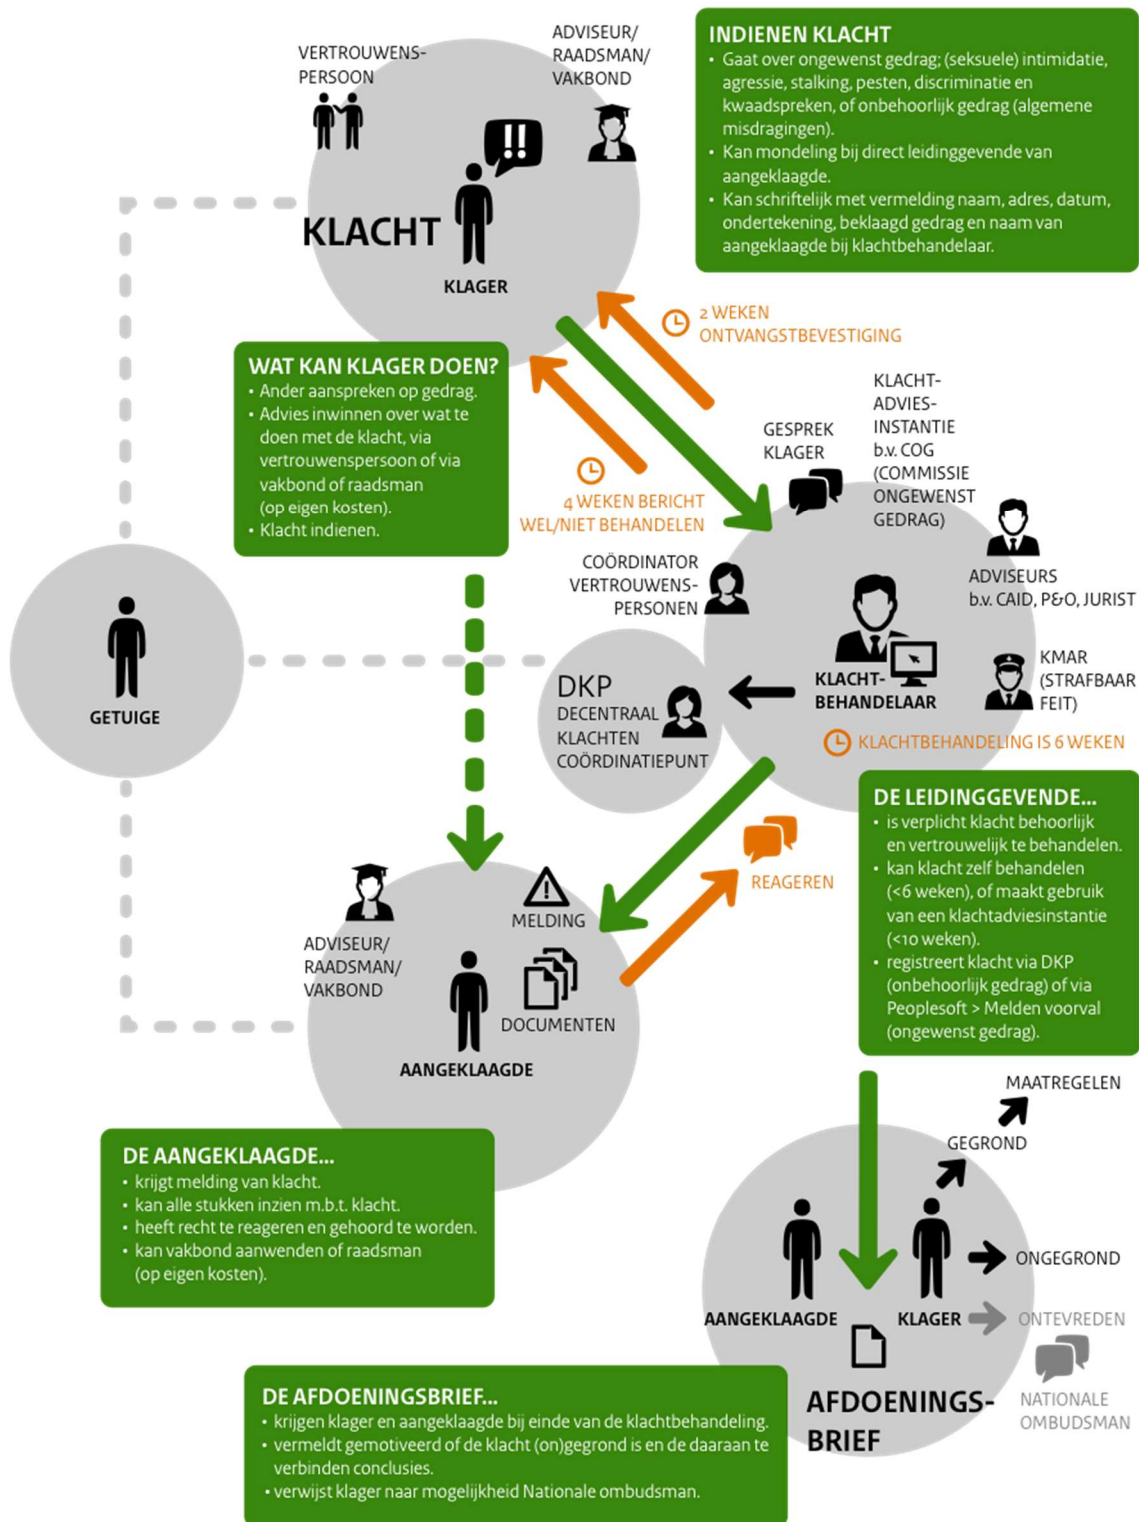 VERTROUWENS-
PERSOON
ADVISEUR/
RAADSMAN/
VAKBOND
KLACHT
!!
KLAGER
INDIENEN KLACHT
• Gaat over ongewenst gedrag; (seksuele) intimidatie,
agressie, stalking, pesten, discriminatie en
kwaadspreken, of onbehoorlijk gedrag (algemene
misdragingen).
• Kan mondeling bij direct leidinggevende van
aangeklaagde.
• Kan schriftelijk met vermelding naam, adres, datum,
ondertekening, beklaagd gedrag en naam van
aangeklaagde bij klachtbehandelaar.
2 WEKEN
ONTVANGSTBEVESTIGING
WAT KAN KLAGER DOEN?
• Ander aanspreken op gedrag.
• Advies inwinnen over wat te
doen met de klacht, via
vertrouwenspersoon of via
vakbond of raadsman
(op eigen kosten).
• Klacht indienen.
4 WEKEN BERICHT
WEL/NIET BEHANDELEN
GESPREK
KLAGER
KLACHT-
ADVIES-
INSTANTIE
b.v. COG
(COMMISSIE
ONGEWENST
GEDRAG)
COÖRDINATOR
VERTROUWENS-
PERSONEN
ADVISEURS
b.v. CAID, P&O, JURIST
KMAR
(STRAFBAAR
FEIT)
KLACHT-
BEHANDELAAR
KLACHTBEHANDELING IS 6 WEKEN
GETUIGE
DKP
DECENTRAAL
KLACHTEN
COÖRDINATIEPUNT
DE LEIDINGGEVENDE...
• is verplicht klacht behoorlijk
en vertrouwelijk te behandelen.
• kan klacht zelf behandelen
(<6 weken), of maakt gebruik
van een klachtadviesinstantie
(<10 weken).
• registreert klacht via DKP
(onbehoorlijk gedrag) of via
Peoplesoft > Melden voorval
(ongewenst gedrag).
REAGEREN
MELDING
ADVISEUR/
RAADSMAN/
VAKBOND
DOCUMENTEN
AANGEKLAAGDE
DE AANGEKLAAGDE...
• krijgt melding van klacht.
• kan alle stukken inzien m.b.t. klacht.
• heeft recht te reageren en gehoord te worden.
• kan vakbond aanwenden of raadsman
(op eigen kosten).
MAATREGELEN
GEGROND
ONGEGROND
AANGEKLAAGDE
KLAGER
ONTEVREDEN
NATIONALE
OMBUDSMAN
AFDOENINGS-
BRIEF
DE AFDOENINGSBRIEF...
• krijgen klager en aangeklaagde bij einde van de klachtbehandeling.
• vermeldt gemotiveerd of de klacht (on)gegrond is en de daaraan te
verbinden conclusies.
• verwijst klager naar mogelijkheid Nationale ombudsman.